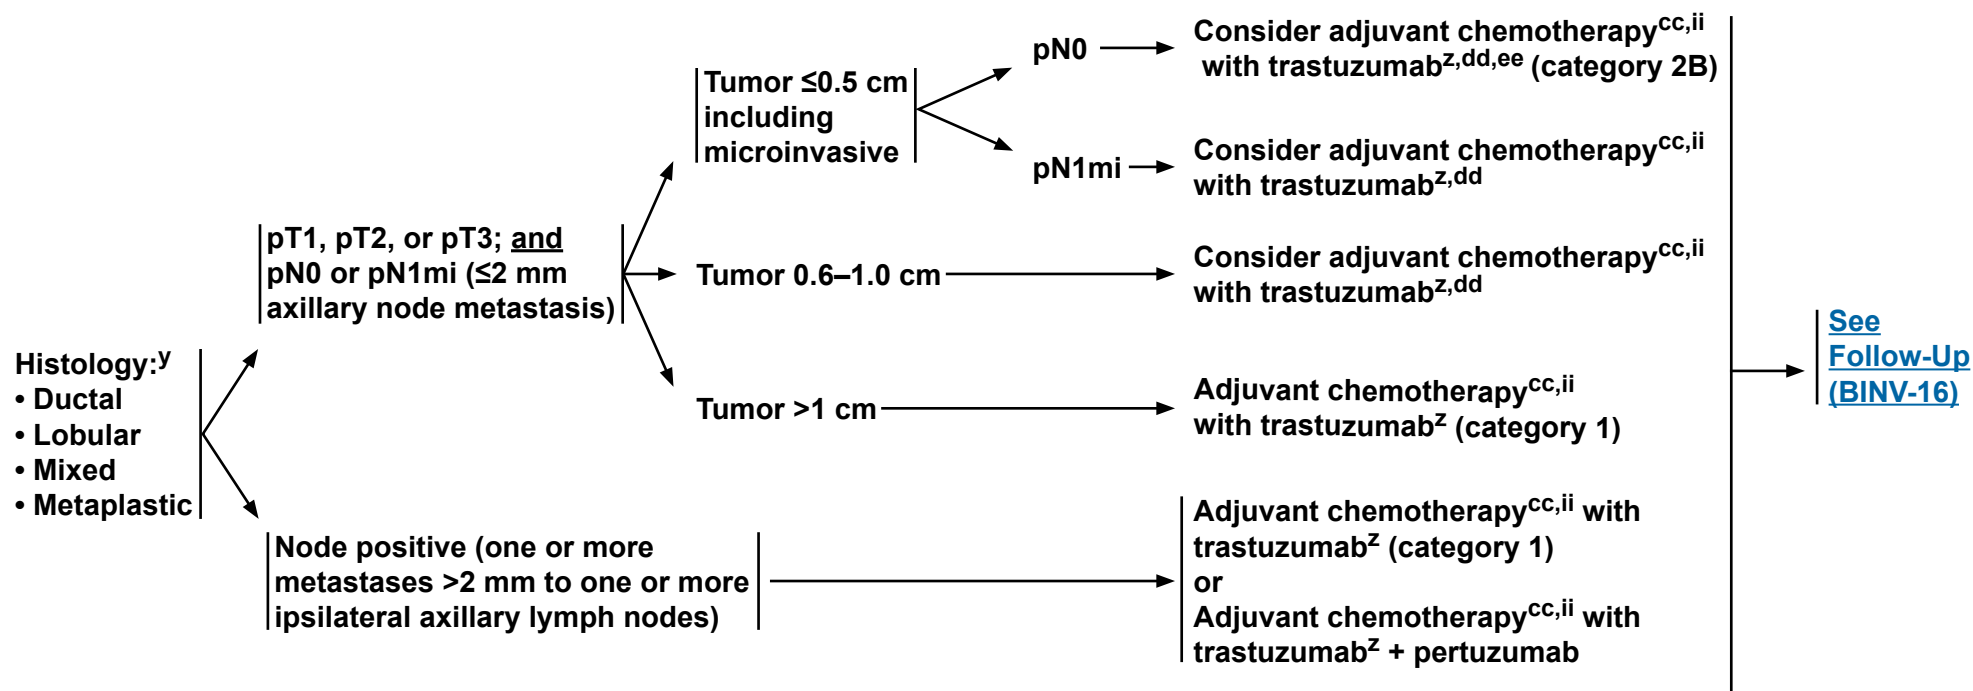 Histology:y
• Ductal
• Lobular
• Mixed
• Metaplastic
pT1, pT2, or pT3; and
pN0 or pN1mi (≤2 mm
axillary node metastasis)
Tumor ≤0.5 cm
including
microinvasive
pN0
Consider adjuvant chemotherapycc,ii
with trastuzumabz,dd,ee (category 2B)
pN1mi
Consider adjuvant chemotherapycc,ii
with trastuzumabz,dd
Tumor 0.6–1.0 cm
Consider adjuvant chemotherapycc,ii
with trastuzumabz,dd
Tumor >1 cm
Adjuvant chemotherapycc,ii
with trastuzumabz (category 1)
Node positive (one or more
metastases >2 mm to one or more
ipsilateral axillary lymph nodes)
Adjuvant chemotherapycc,ii with
trastuzumabz (category 1)
or
Adjuvant chemotherapycc,ii with
trastuzumabz + pertuzumab
See
Follow-Up
(BINV-16)